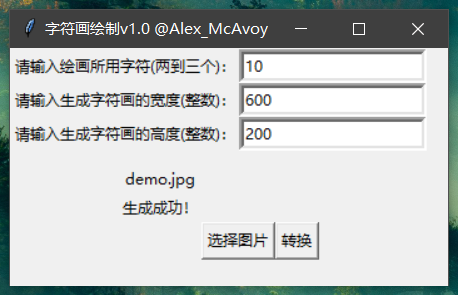 字符画绘制v1.0 @Alex_McAvoy
请输入绘画所用字符(两到三个)： 10
请输入生成字符画的宽度(整数)： 600
请输入生成字符画的高度(整数)： 200
demo.jpg
生成成功！
选择图片 转换